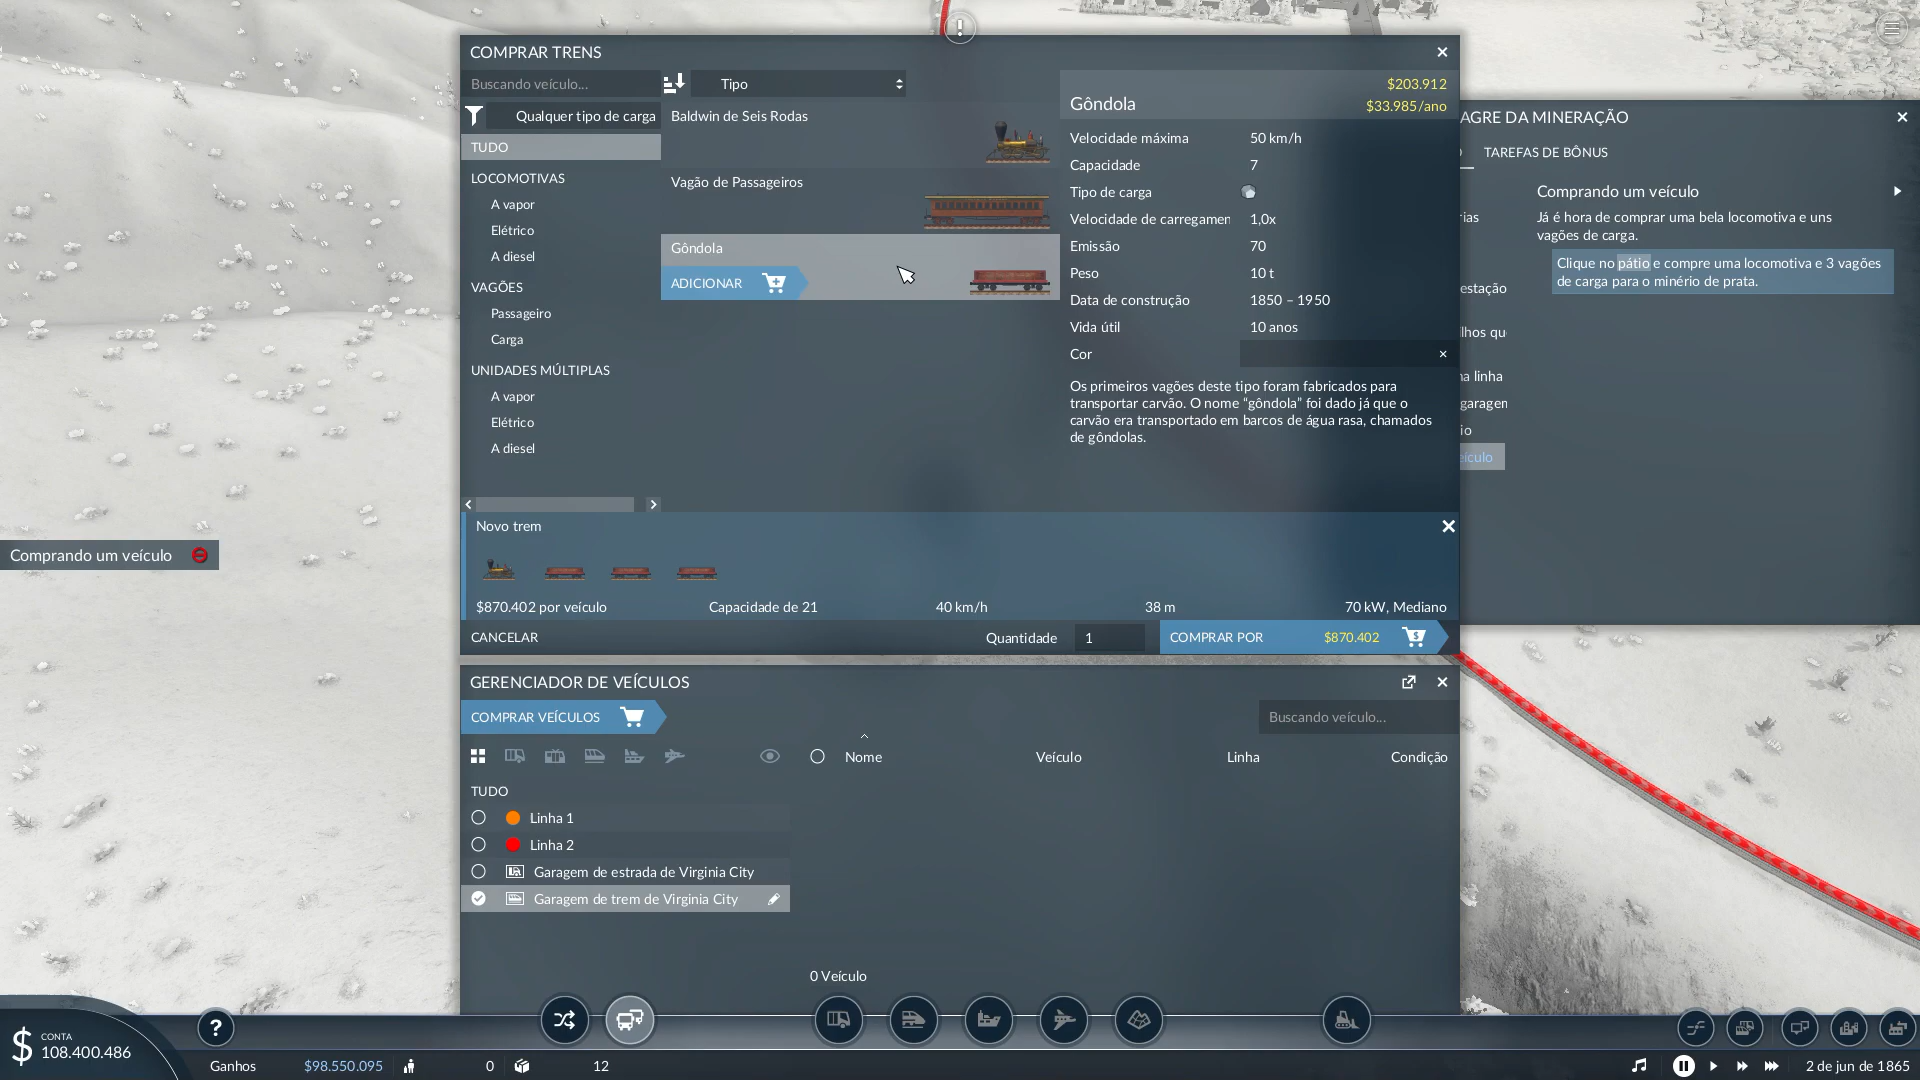 COMPRAR TRENS
Buscando veículo...
Tipo
Qualquer tipo de carga
TUDO
LOCOMOTIVAS
A vapor
Elétrico
A diesel
VAGÕES
Passageiro
Carga
UNIDADES MÚLTIPLAS
A vapor
Elétrico
A diesel
Baldwin de Seis Rodas
Vagão de Passageiros
Gôndola
ADICIONAR
$203.912
Gôndola
$33.985/ano
Velocidade máxima 50 km/h
Capacidade 7
Tipo de carga
Velocidade de carregamen 1,0x
Emissão 70
Peso 10 t
Data de construção 1850 – 1950
Vida útil 10 anos
Cor
Os primeiros vagões deste tipo foram fabricados para
transportar carvão. O nome “gôndola” foi dado já que o
carvão era transportado em barcos de água rasa, chamados
de gôndolas.
Novo trem
$870.402 por veículo Capacidade de 21 40 km/h 38 m 70 kW, Mediano
CANCELAR Quantidade 1 COMPRAR POR $870.402
AGRE DA MINERAÇÃO
TAREFAS DE BÔNUS
Comprando um veículo
Já é hora de comprar uma bela locomotiva e uns
vagões de carga.
Clique no pátio e compre uma locomotiva e 3 vagões
de carga para o minério de prata.
rias
estação
lhos qu
na linha
garagen
io
eículo
Comprando um veículo
GERENCIADOR DE VEÍCULOS
COMPRAR VEÍCULOS
Buscando veículo...
Nome Veículo Linha Condição
TUDO
Linha 1
Linha 2
Garagem de estrada de Virginia City
Garagem de trem de Virginia City
0 Veículo
?
$ CONTA
108.400.486
Ganhos $98.550.095 0 12 2 de jun de 1865